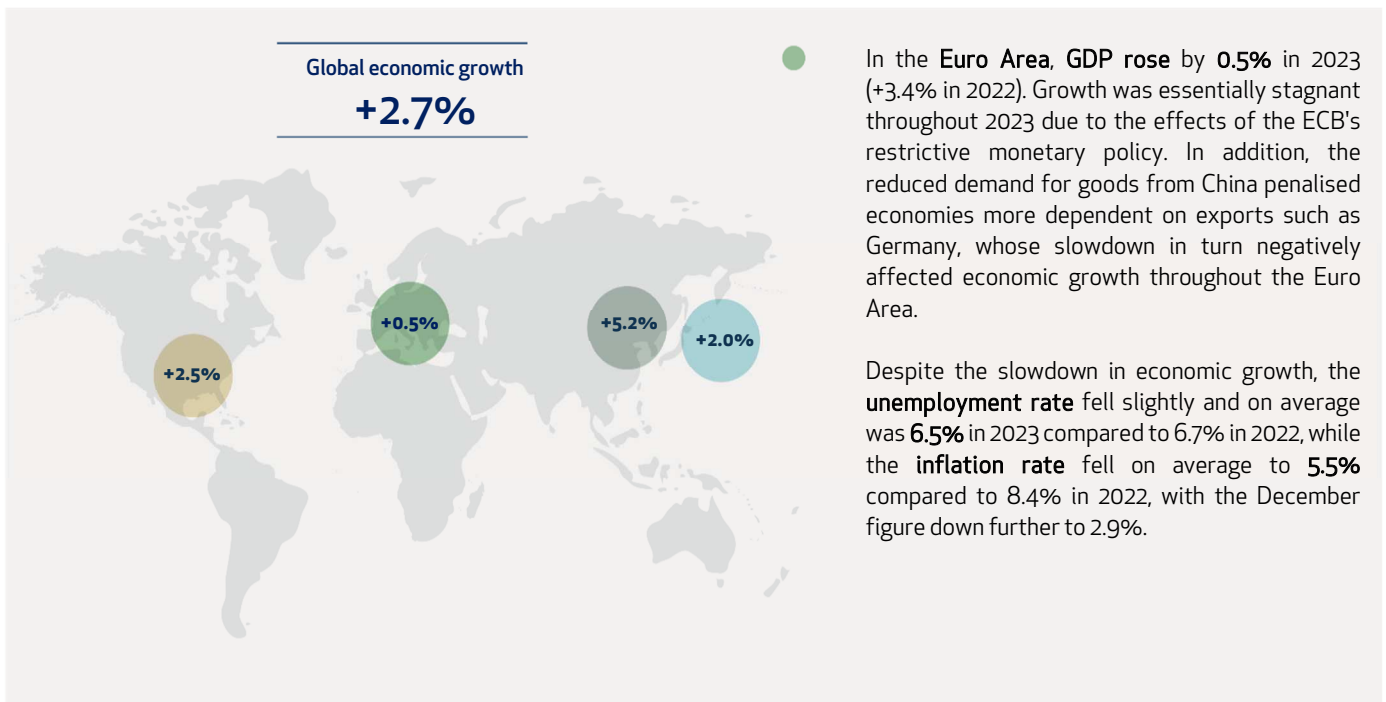 Global economic growth
+2.7%
+0.5%
+5.2%
+2.0%
+2.5%
In the Euro Area, GDP rose by 0.5% in 2023
(+3.4% in 2022). Growth was essentially stagnant
throughout 2023 due to the effects of the ECB's
restrictive monetary policy. In addition, the
reduced demand for goods from China penalised
economies more dependent on exports such as
Germany, whose slowdown in turn negatively
affected economic growth throughout the Euro
Area.
Despite the slowdown in economic growth, the
unemployment rate fell slightly and on average
was 6.5% in 2023 compared to 6.7% in 2022, while
the inflation rate fell on average to 5.5%
compared to 8.4% in 2022, with the December
figure down further to 2.9%.